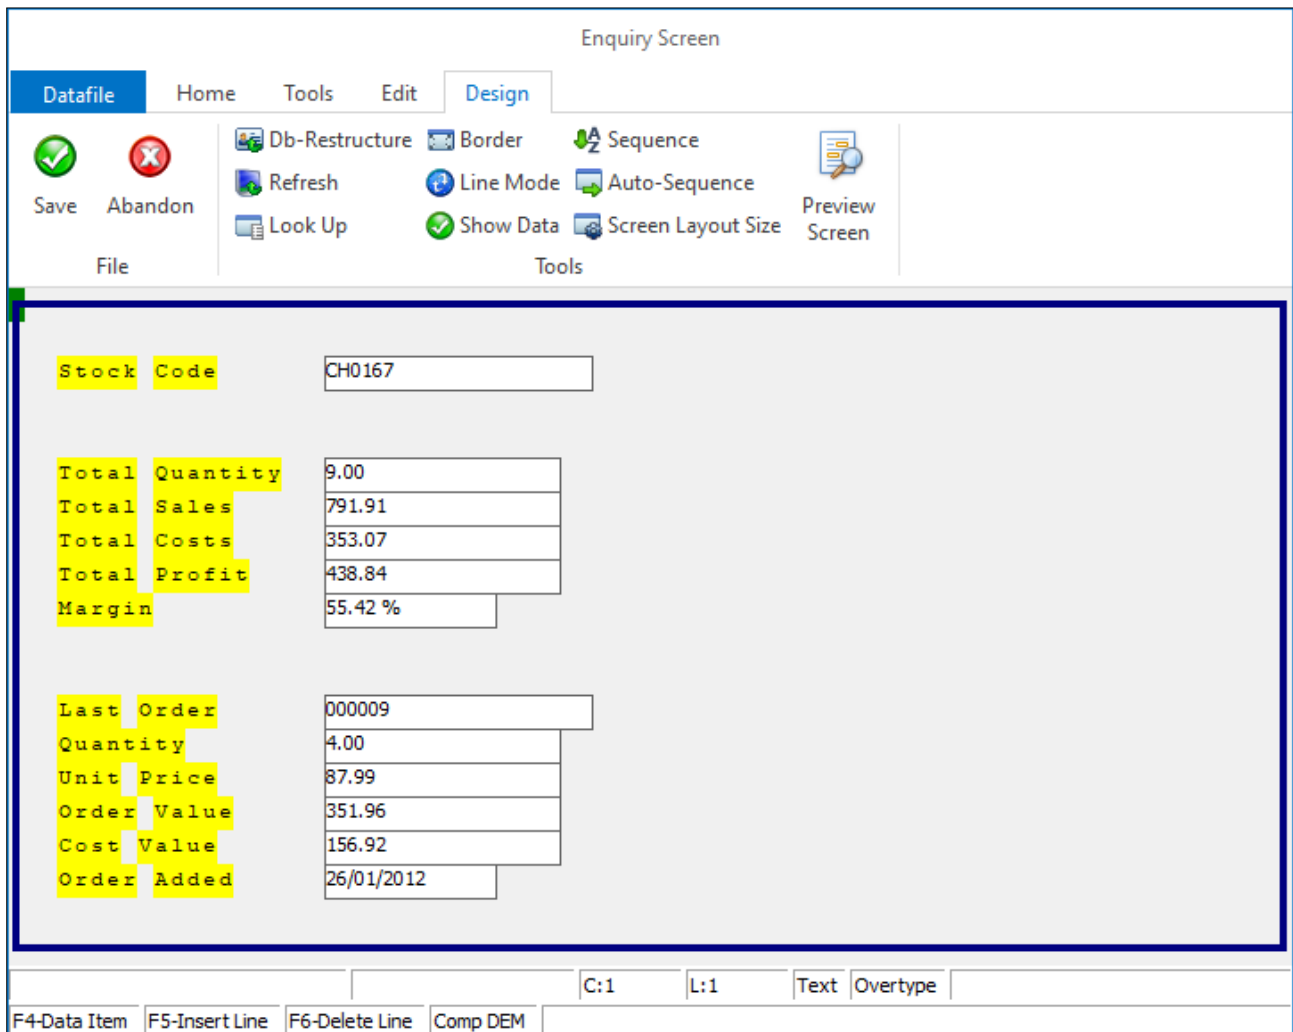 Enquiry Screen
Datafile Home Tools Edit Design
Db-Restructure Border Sequence
Refresh Line Mode Auto-Sequence
Save Abandon Look Up Show Data Screen Layout Size Preview Screen
File Tools
Stock Code CH0167
Total Quantity 9.00
Total Sales 791.91
Total Costs 353.07
Total Profit 438.84
Margin 55.42 %
Last Order 000009
Quantity 4.00
Unit Price 87.99
Order Value 351.96
Cost Value 156.92
Order Added 26/01/2012
C:1 L:1 Text Overtype
F4-Data Item F5-Insert Line F6-Delete Line Comp DEM